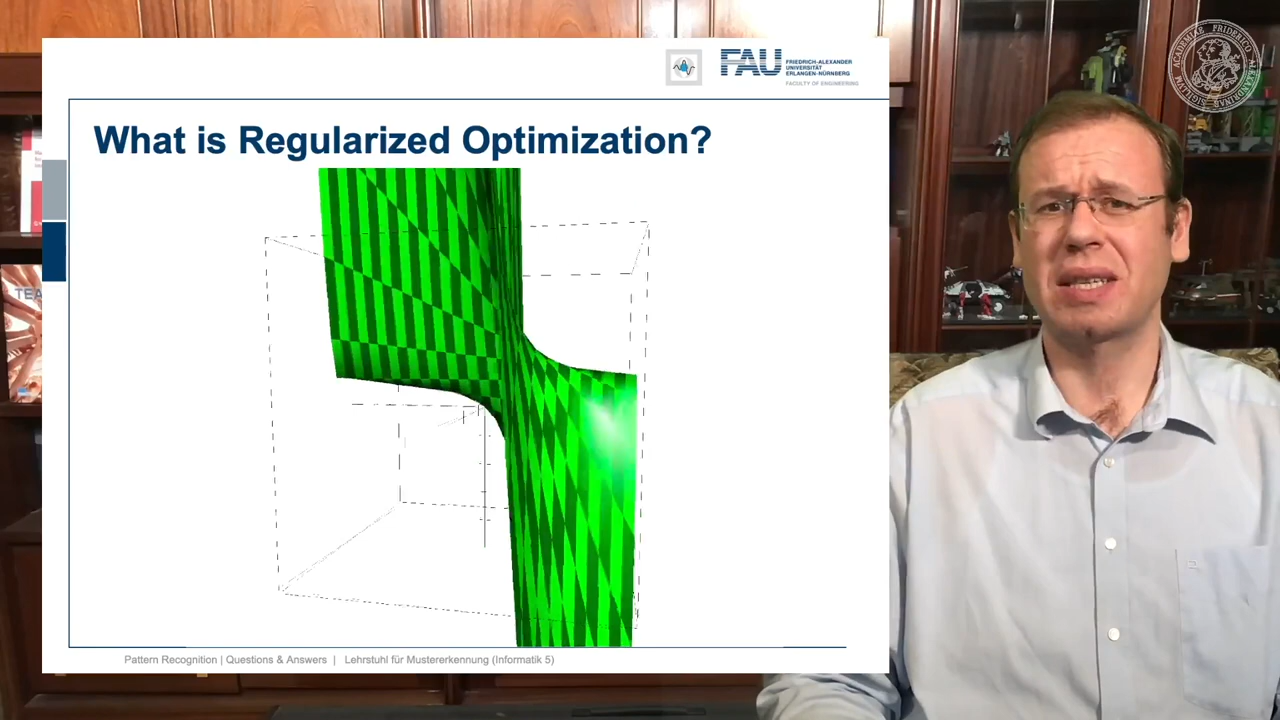 FAU
FRIEDRICH-ALEXANDER
UNIVERSITÄT
ERLANGEN-NÜRNBERG
FACULTY OF ENGINEERING
What is Regularized Optimization?
TEA
Pattern Recognition | Questions & Answers | Lehrstuhl für Mustererkennung (Informatik 5)